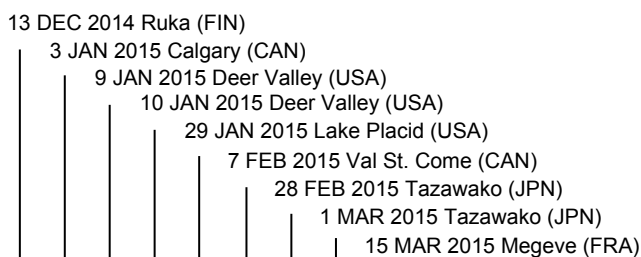 13 DEC 2014 Ruka (FIN)
3 JAN 2015 Calgary (CAN)
9 JAN 2015 Deer Valley (USA)
10 JAN 2015 Deer Valley (USA)
29 JAN 2015 Lake Placid (USA)
7 FEB 2015 Val St. Come (CAN)
28 FEB 2015 Tazawako (JPN)
1 MAR 2015 Tazawako (JPN)
15 MAR 2015 Megeve (FRA)